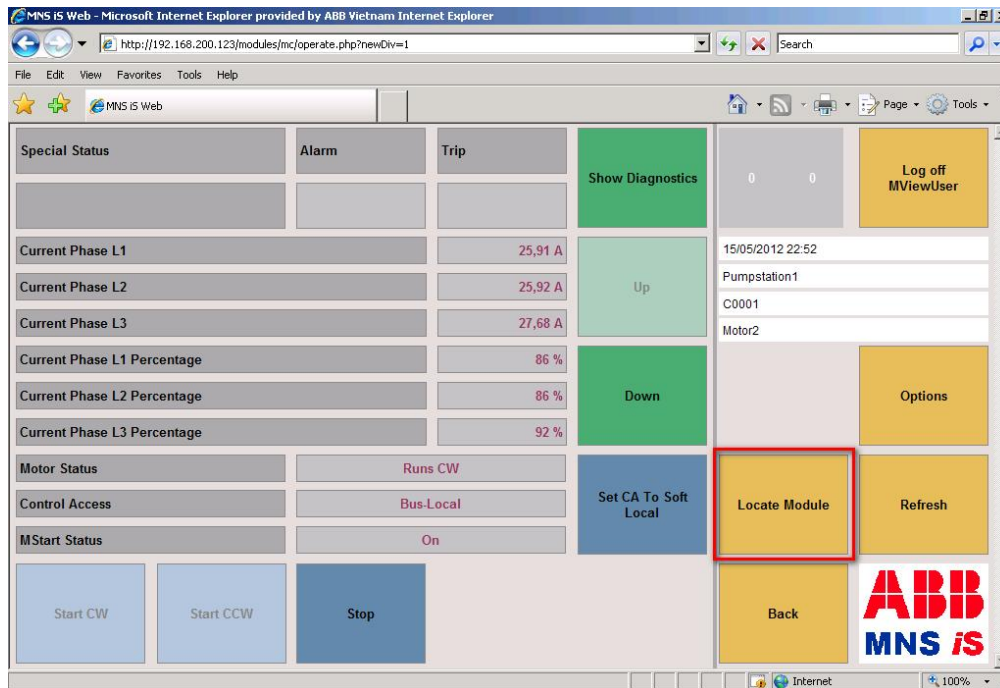 MNS iS Web - Microsoft Internet Explorer provided by ABB Vietnam Internet Explorer
http://192.168.200.123/modules/mc/operate.php?newDiv=1
Search
File Edit View Favorites Tools Help
MNS iS Web
Page Tools
Special Status Alarm Trip
Show Diagnostics
0 0
Log off
MViewUser
Current Phase L1 25,91 A
Current Phase L2 25,92 A
Current Phase L3 27,68 A
Up
15/05/2012 22:52
Pumpstation1
C0001
Motor2
Current Phase L1 Percentage 86 %
Current Phase L2 Percentage 86 %
Current Phase L3 Percentage 92 %
Down
Options
Motor Status Runs CW
Control Access Bus-Local
MStart Status On
Set CA To Soft
Local
Locate Module
Refresh
Start CW
Start CCW
Stop
Back
ABB
MNS iS
Internet
100%